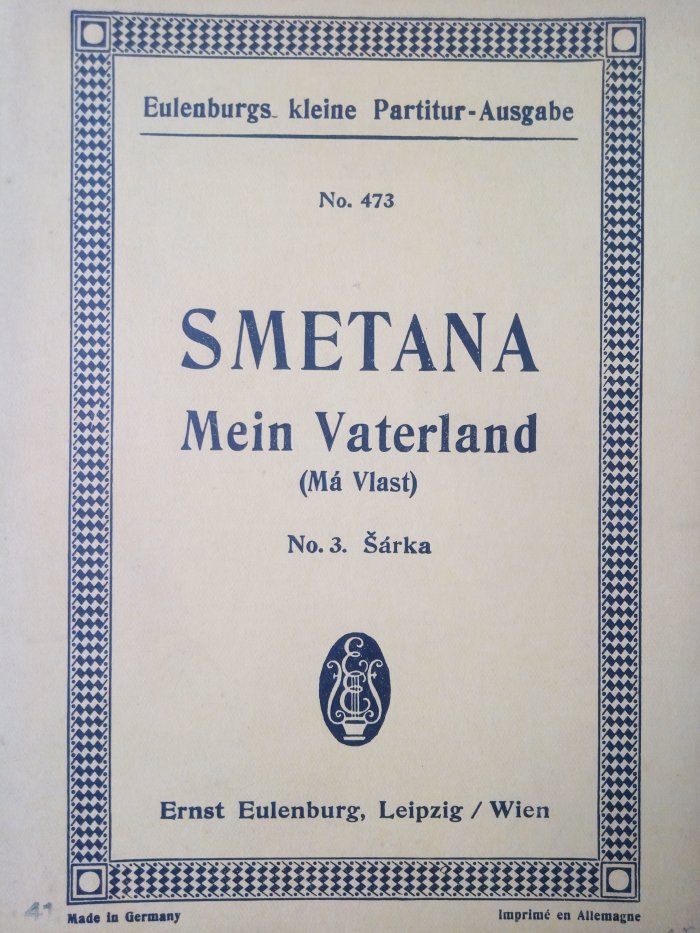 Eulenburgs kleine Partitur-Ausgabe
No. 473
SMETANA
Mein Vaterland
(Má Vlast)
No. 3. Šárka
E E
Ernst Eulenburg, Leipzig / Wien
Made in Germany
Imprimé en Allemagne